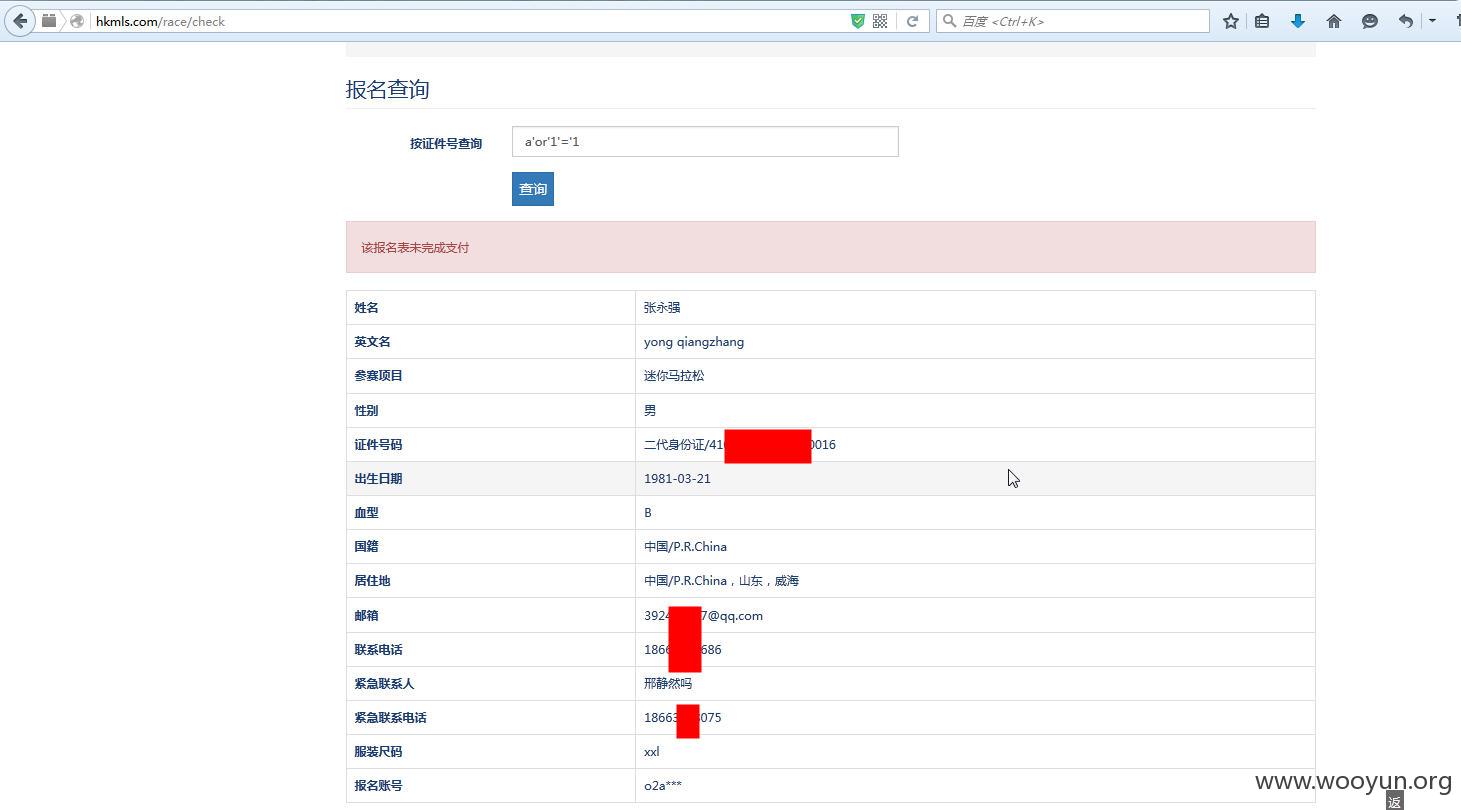 hkmls.com/race/check
百度 <Ctrl+K>
报名查询
按证件号查询 a'or'1'='1
查询
该报名表未完成支付
姓名 张永强
英文名 yong qiangzhang
参赛项目 迷你马拉松
性别 男
证件号码 二代身份证/41 0016
出生日期 1981-03-21
血型 B
国籍 中国/P.R.China
居住地 中国/P.R.China，山东，威海
邮箱 3924 7@qq.com
联系电话 186 686
紧急联系人 邢静然吗
紧急联系电话 18663 075
服装尺码 xxl
报名账号 o2a***
www.wooyun.org
返